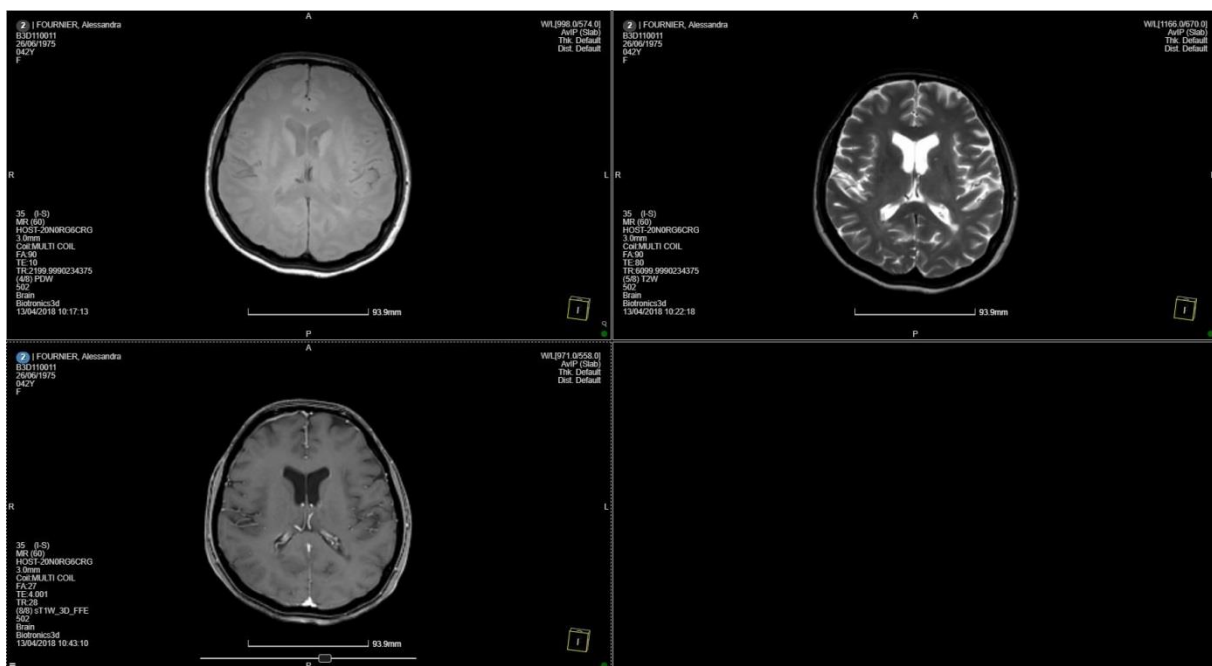 A
2 | FOURNIER, Alessandra
B3D110011
26/06/1975
042Y
F
W/L[998.0/574.0]
AvIP (Slab)
Thk. Default
Dist. Default
R
L
35 (I-S)
MR (60)
HOST-20N0RG6CRG
3.0mm
Coil:MULTI COIL
FA:90
TE:10
TR:2199.9990234375
(4/8) PDW
502
Brain
Biotronics3d
13/04/2018 10:17:13
93.9mm
I
P
A
2 | FOURNIER, Alessandra
B3D110011
26/06/1975
042Y
F
W/L[1166.0/670.0]
AvIP (Slab)
Thk. Default
Dist. Default
R
35 (I-S)
MR (60)
HOST-20N0RG6CRG
3.0mm
Coil:MULTI COIL
FA:90
TE:80
TR:6099.9990234375
(5/8) T2W
502
Brain
Biotronics3d
13/04/2018 10:22:18
93.9mm
I
P
A
2 | FOURNIER, Alessandra
B3D110011
26/06/1975
042Y
F
W/L[971.0/558.0]
AvIP (Slab)
Thk. Default
Dist. Default
R
L
35 (I-S)
MR (60)
HOST-20N0RG6CRG
3.0mm
Coil:MULTI COIL
FA:27
TE:4.001
TR:28
(8/8) sT1W_3D_FFE
502
Brain
Biotronics3d
13/04/2018 10:43:10
93.9mm
I